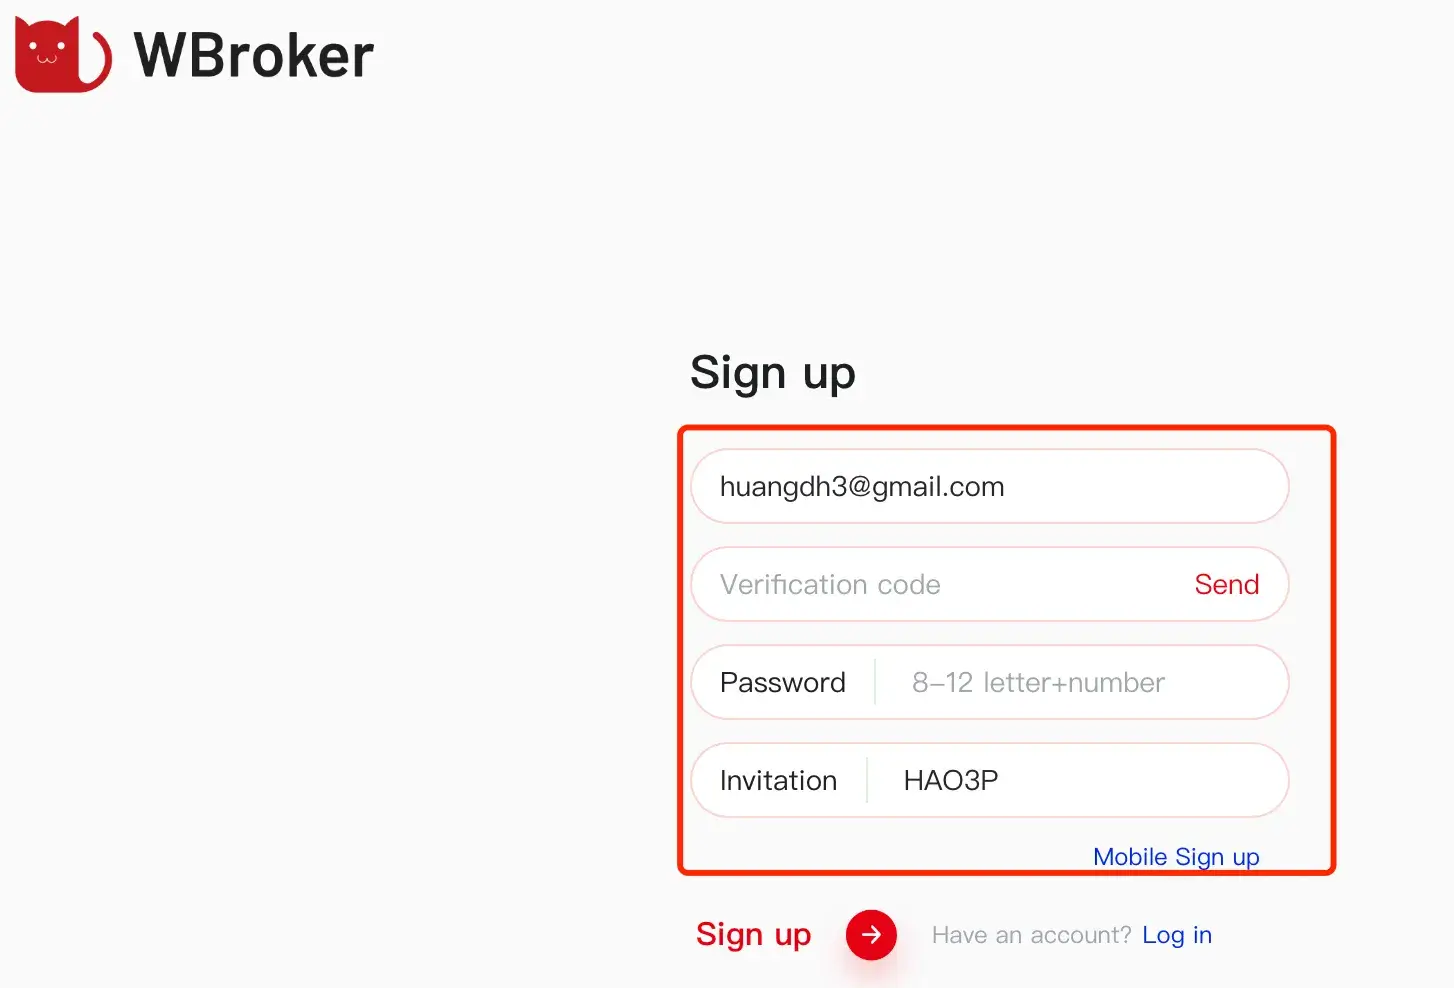 WBroker
Sign up
huangdh3@gmail.com
Verification code Send
Password 8-12 letter+number
Invitation HAO3P
Mobile Sign up
Sign up Have an account? Log in